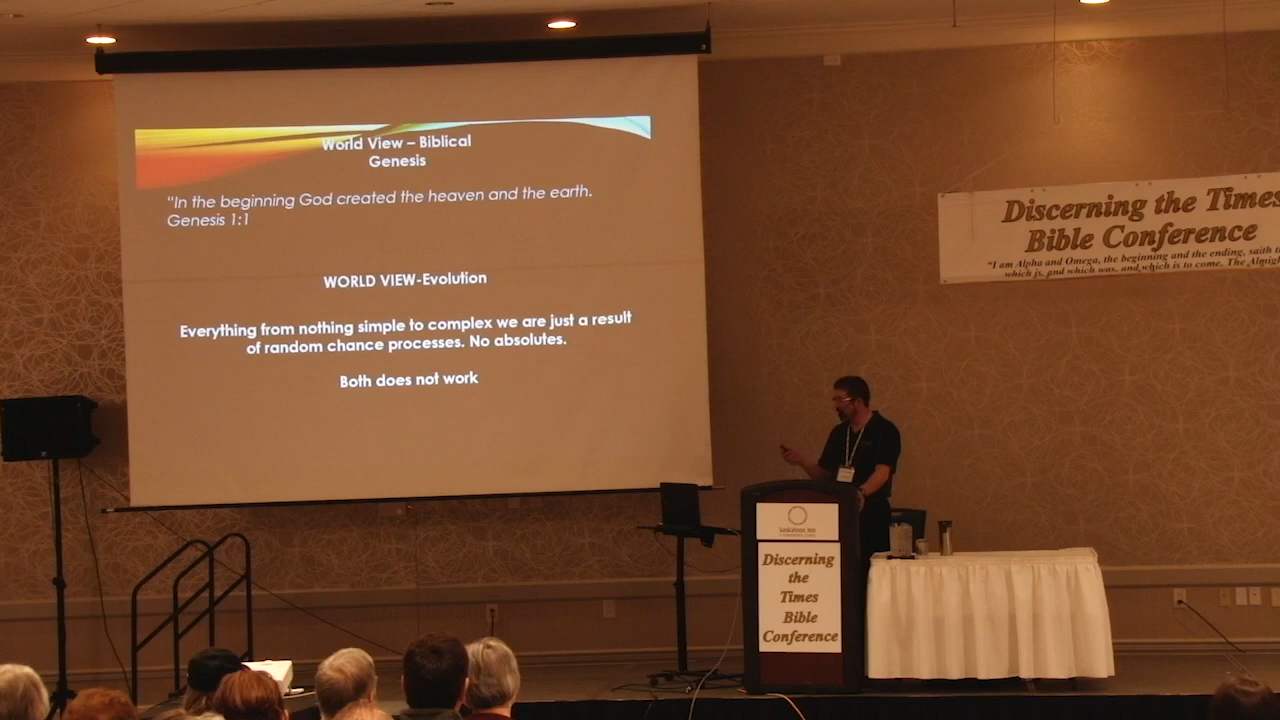 World View – Biblical
Genesis
"In the beginning God created the heaven and the earth.
Genesis 1:1
WORLD VIEW-Evolution
Everything from nothing simple to complex we are just a result
of random chance processes. No absolutes.
Both does not work
Discerning the Times
Bible Conference
"I am Alpha and Omega, the beginning and the ending, saith t
which is, and which was, and which is to come, The Almigh
Saskatoon Inn
Discerning
the
Times
Bible
Conference